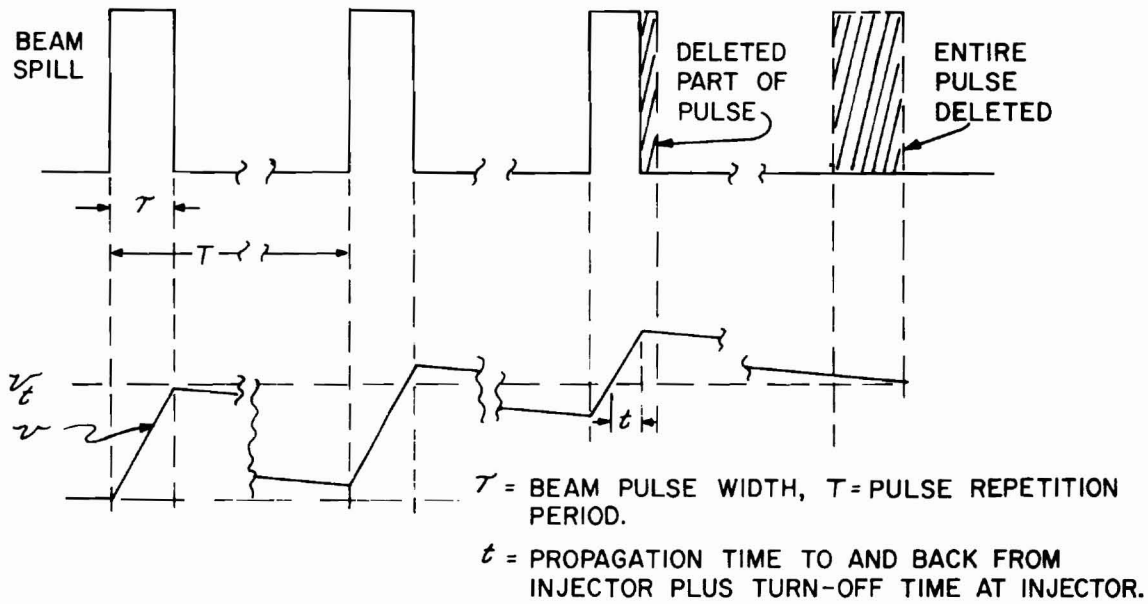 BEAM
SPILL
DELETED
PART OF
PULSE
ENTIRE
PULSE
DELETED
τ
T
v_t
v
t
τ = BEAM PULSE WIDTH, T = PULSE REPETITION
PERIOD.
t = PROPAGATION TIME TO AND BACK FROM
INJECTOR PLUS TURN-OFF TIME AT INJECTOR.